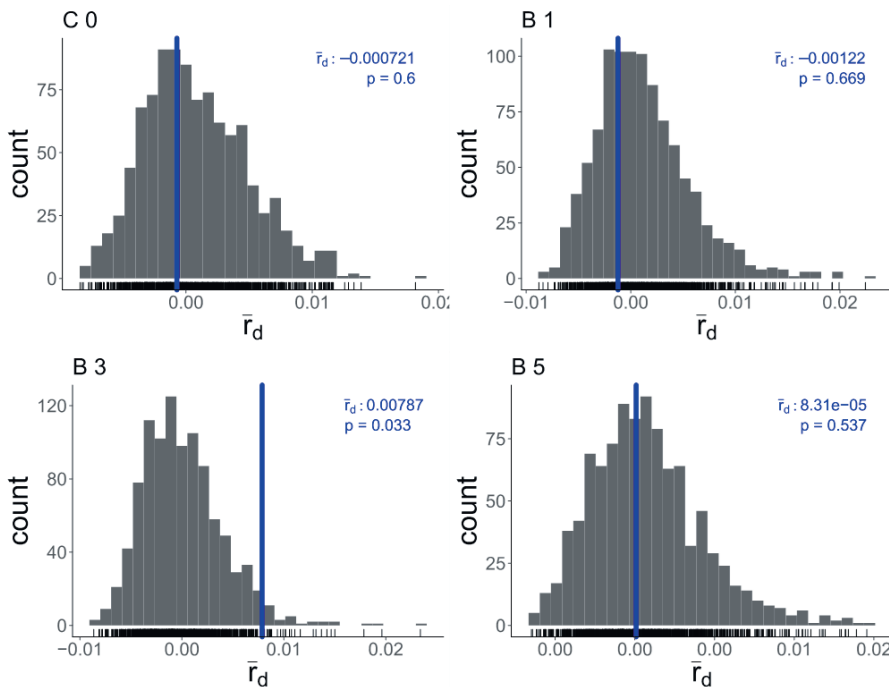 C 0
r̄d : −0.000721
p = 0.6
count
75
50
25
0
0.00
0.01
0.02
r̄d
B 1
r̄d : −0.00122
p = 0.669
count
100
75
50
25
0
−0.01
0.00
0.01
0.02
r̄d
B 3
r̄d : 0.00787
p = 0.033
count
120
80
40
0
−0.01
0.00
0.01
0.02
r̄d
B 5
r̄d : 8.31e−05
p = 0.537
count
75
50
25
0
0.00
0.00
0.00
0.01
0.02
r̄d